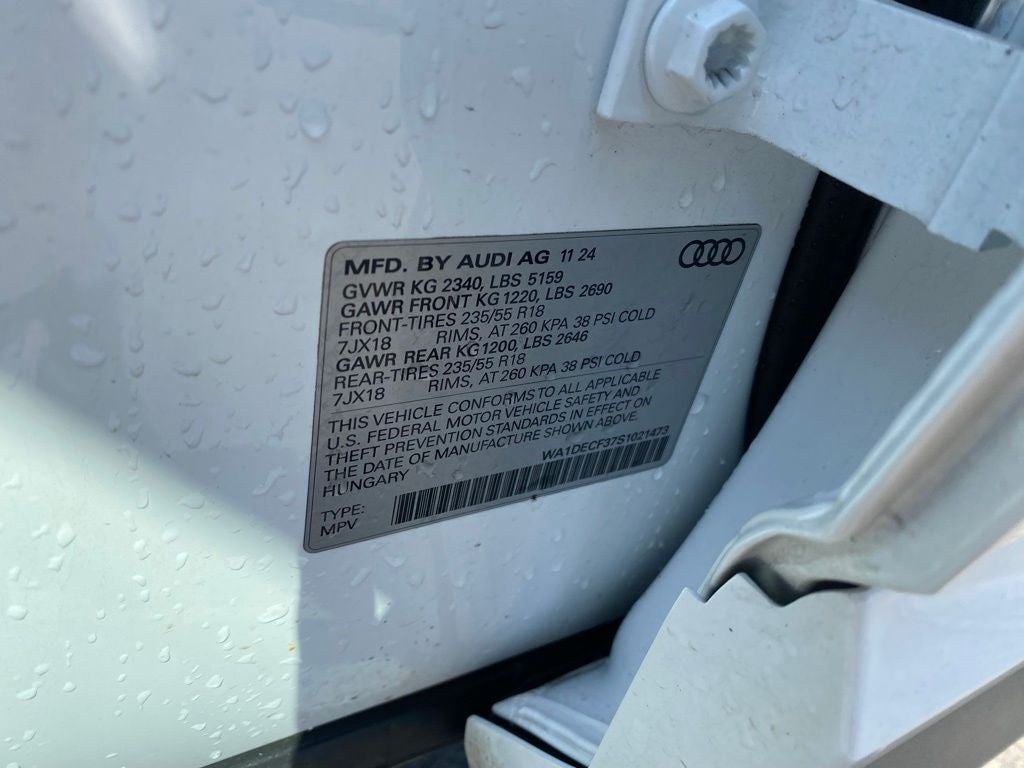 MFD. BY AUDI AG 11 24
GVWR KG 2340, LBS 5159
GAWR FRONT KG 1220, LBS 2690
FRONT-TIRES 235/55 R18
7JX18 RIMS, AT 260 KPA 38 PSI COLD
GAWR REAR KG1200, LBS 2646
REAR-TIRES 235/55 R18
7JX18 RIMS, AT 260 KPA 38 PSI COLD
THIS VEHICLE CONFORMS TO ALL APPLICABLE
U.S. FEDERAL MOTOR VEHICLE SAFETY AND
THEFT PREVENTION STANDARDS IN EFFECT ON
THE DATE OF MANUFACTURE SHOWN ABOVE.
HUNGARY WA1DECF37S1021473
TYPE:
MPV